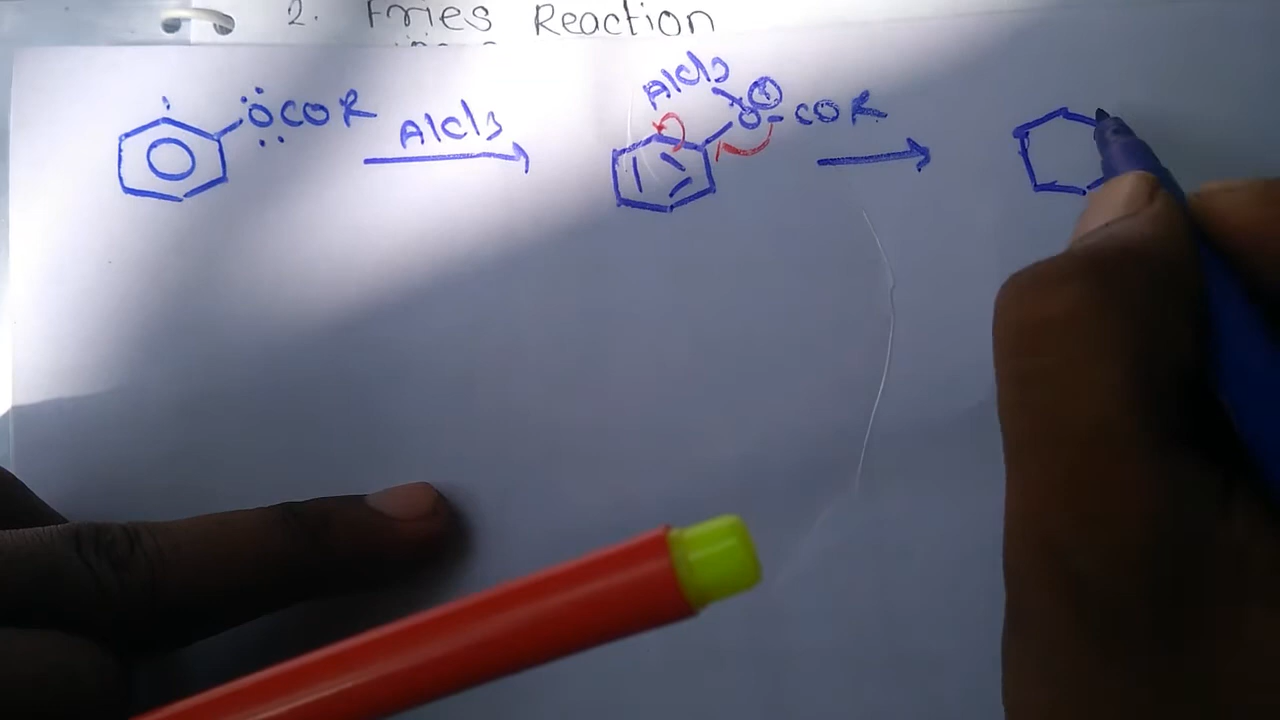 2. Fries Reaction
ÖCOR
AlCl3
AlCl3
O ⊕ - COR